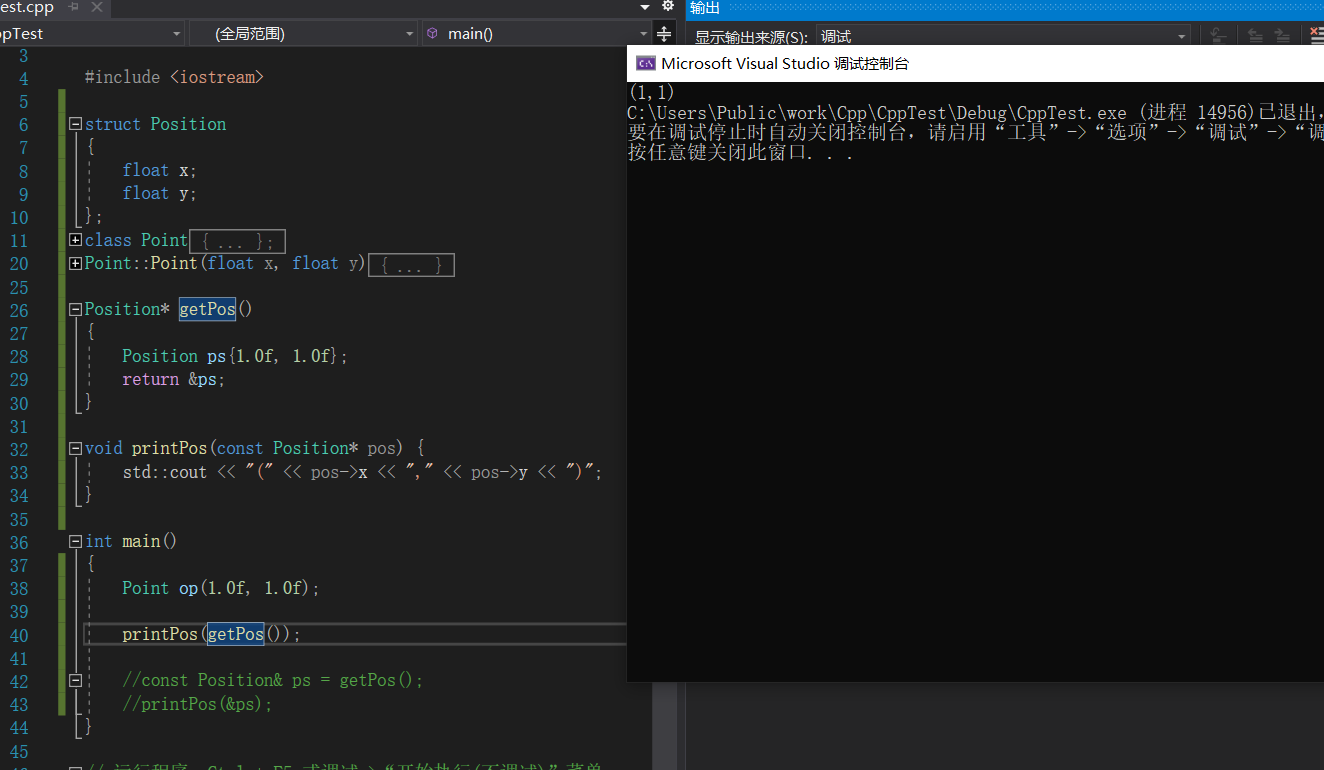 est.cpp
ppTest
(全局范围)
main()
3
4 #include <iostream>
5
6 struct Position
7 {
8 float x;
9 float y;
10 };
11 class Point{ ... };
20 Point::Point(float x, float y){ ... }
25
26 Position* getPos()
27 {
28 Position ps{1.0f, 1.0f};
29 return &ps;
30 }
31
32 void printPos(const Position* pos) {
33 std::cout << "(" << pos->x << "," << pos->y << ")";
34 }
35
36 int main()
37 {
38 Point op(1.0f, 1.0f);
39
40 printPos(getPos());
41
42 //const Position& ps = getPos();
43 //printPos(&ps);
44 }
45
输出
显示输出来源(S): 调试
Microsoft Visual Studio 调试控制台
(1,1)
C:\Users\Public\work\Cpp\CppTest\Debug\CppTest.exe (进程 14956)已退出,
要在调试停止时自动关闭控制台，请启用“工具”->“选项”->“调试”->“调
按任意键关闭此窗口. . .